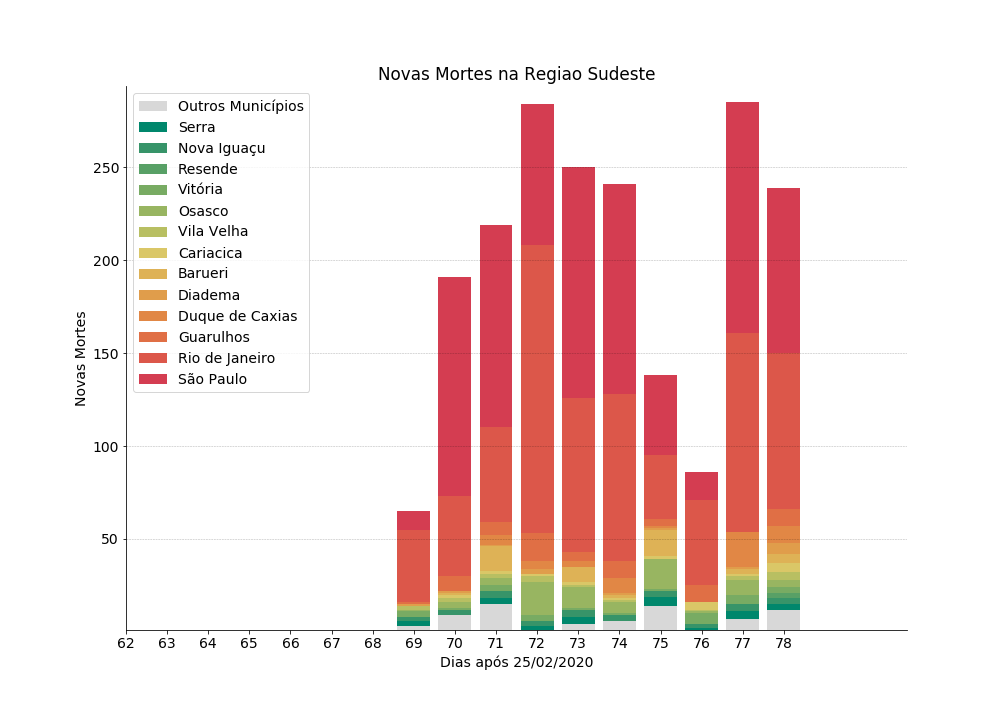 Novas Mortes na Regiao Sudeste
Outros Municípios
Serra
Nova Iguaçu
Resende
Vitória
Osasco
Vila Velha
Cariacica
Barueri
Diadema
Duque de Caxias
Guarulhos
Rio de Janeiro
São Paulo
Novas Mortes
250
200
150
100
50
62 63 64 65 66 67 68 69 70 71 72 73 74 75 76 77 78
Dias após 25/02/2020